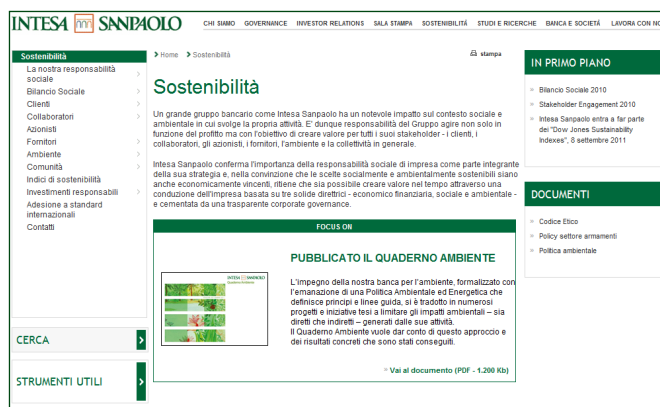 INTESA SANPAOLO
CHI SIAMO GOVERNANCE INVESTOR RELATIONS SALA STAMPA SOSTENIBILITÀ STUDI E RICERCHE BANCA E SOCIETÀ LAVORA CON NO
Sostenibilità
La nostra responsabilità
sociale
Bilancio Sociale
Clienti
Collaboratori
Azionisti
Fornitori
Ambiente
Comunità
Indici di sostenibilità
Investimenti responsabili
Adesione a standard
internazionali
Contatti
CERCA
STRUMENTI UTILI
Home Sostenibilità
stampa
Sostenibilità
Un grande gruppo bancario come Intesa Sanpaolo ha un notevole impatto sul contesto sociale e
ambientale in cui svolge la propria attività. E' dunque responsabilità del Gruppo agire non solo in
funzione del profitto ma con l'obiettivo di creare valore per tutti i suoi stakeholder - i clienti, i
collaboratori, gli azionisti, i fornitori, l'ambiente e la collettività in generale.
Intesa Sanpaolo conferma l'importanza della responsabilità sociale di impresa come parte integrante
della sua strategia e, nella convinzione che le scelte socialmente e ambientalmente sostenibili siano
anche economicamente vincenti, ritiene che sia possibile creare valore nel tempo attraverso una
conduzione dell'impresa basata su tre solide direttrici - economico finanziaria, sociale e ambientale -
e cementata da una trasparente corporate governance.
FOCUS ON
INTESA SANPAOLO
PUBBLICATO IL QUADERNO AMBIENTE
L'impegno della nostra banca per l'ambiente, formalizzato con
l'emanazione di una Politica Ambientale ed Energetica che
definisce principi e linee guida, si è tradotto in numerosi
progetti e iniziative tesi a limitare gli impatti ambientali – sia
diretti che indiretti – generati dalle sue attività.
Il Quaderno Ambiente vuole dar conto di questo approccio e
dei risultati concreti che sono stati conseguiti.
Vai al documento (PDF - 1.200 Kb)
IN PRIMO PIANO
Bilancio Sociale 2010
Stakeholder Engagement 2010
Intesa Sanpaolo entra a far parte
dei "Dow Jones Sustainability
Indexes", 8 settembre 2011
DOCUMENTI
Codice Etico
Policy settore armamenti
Politica ambientale